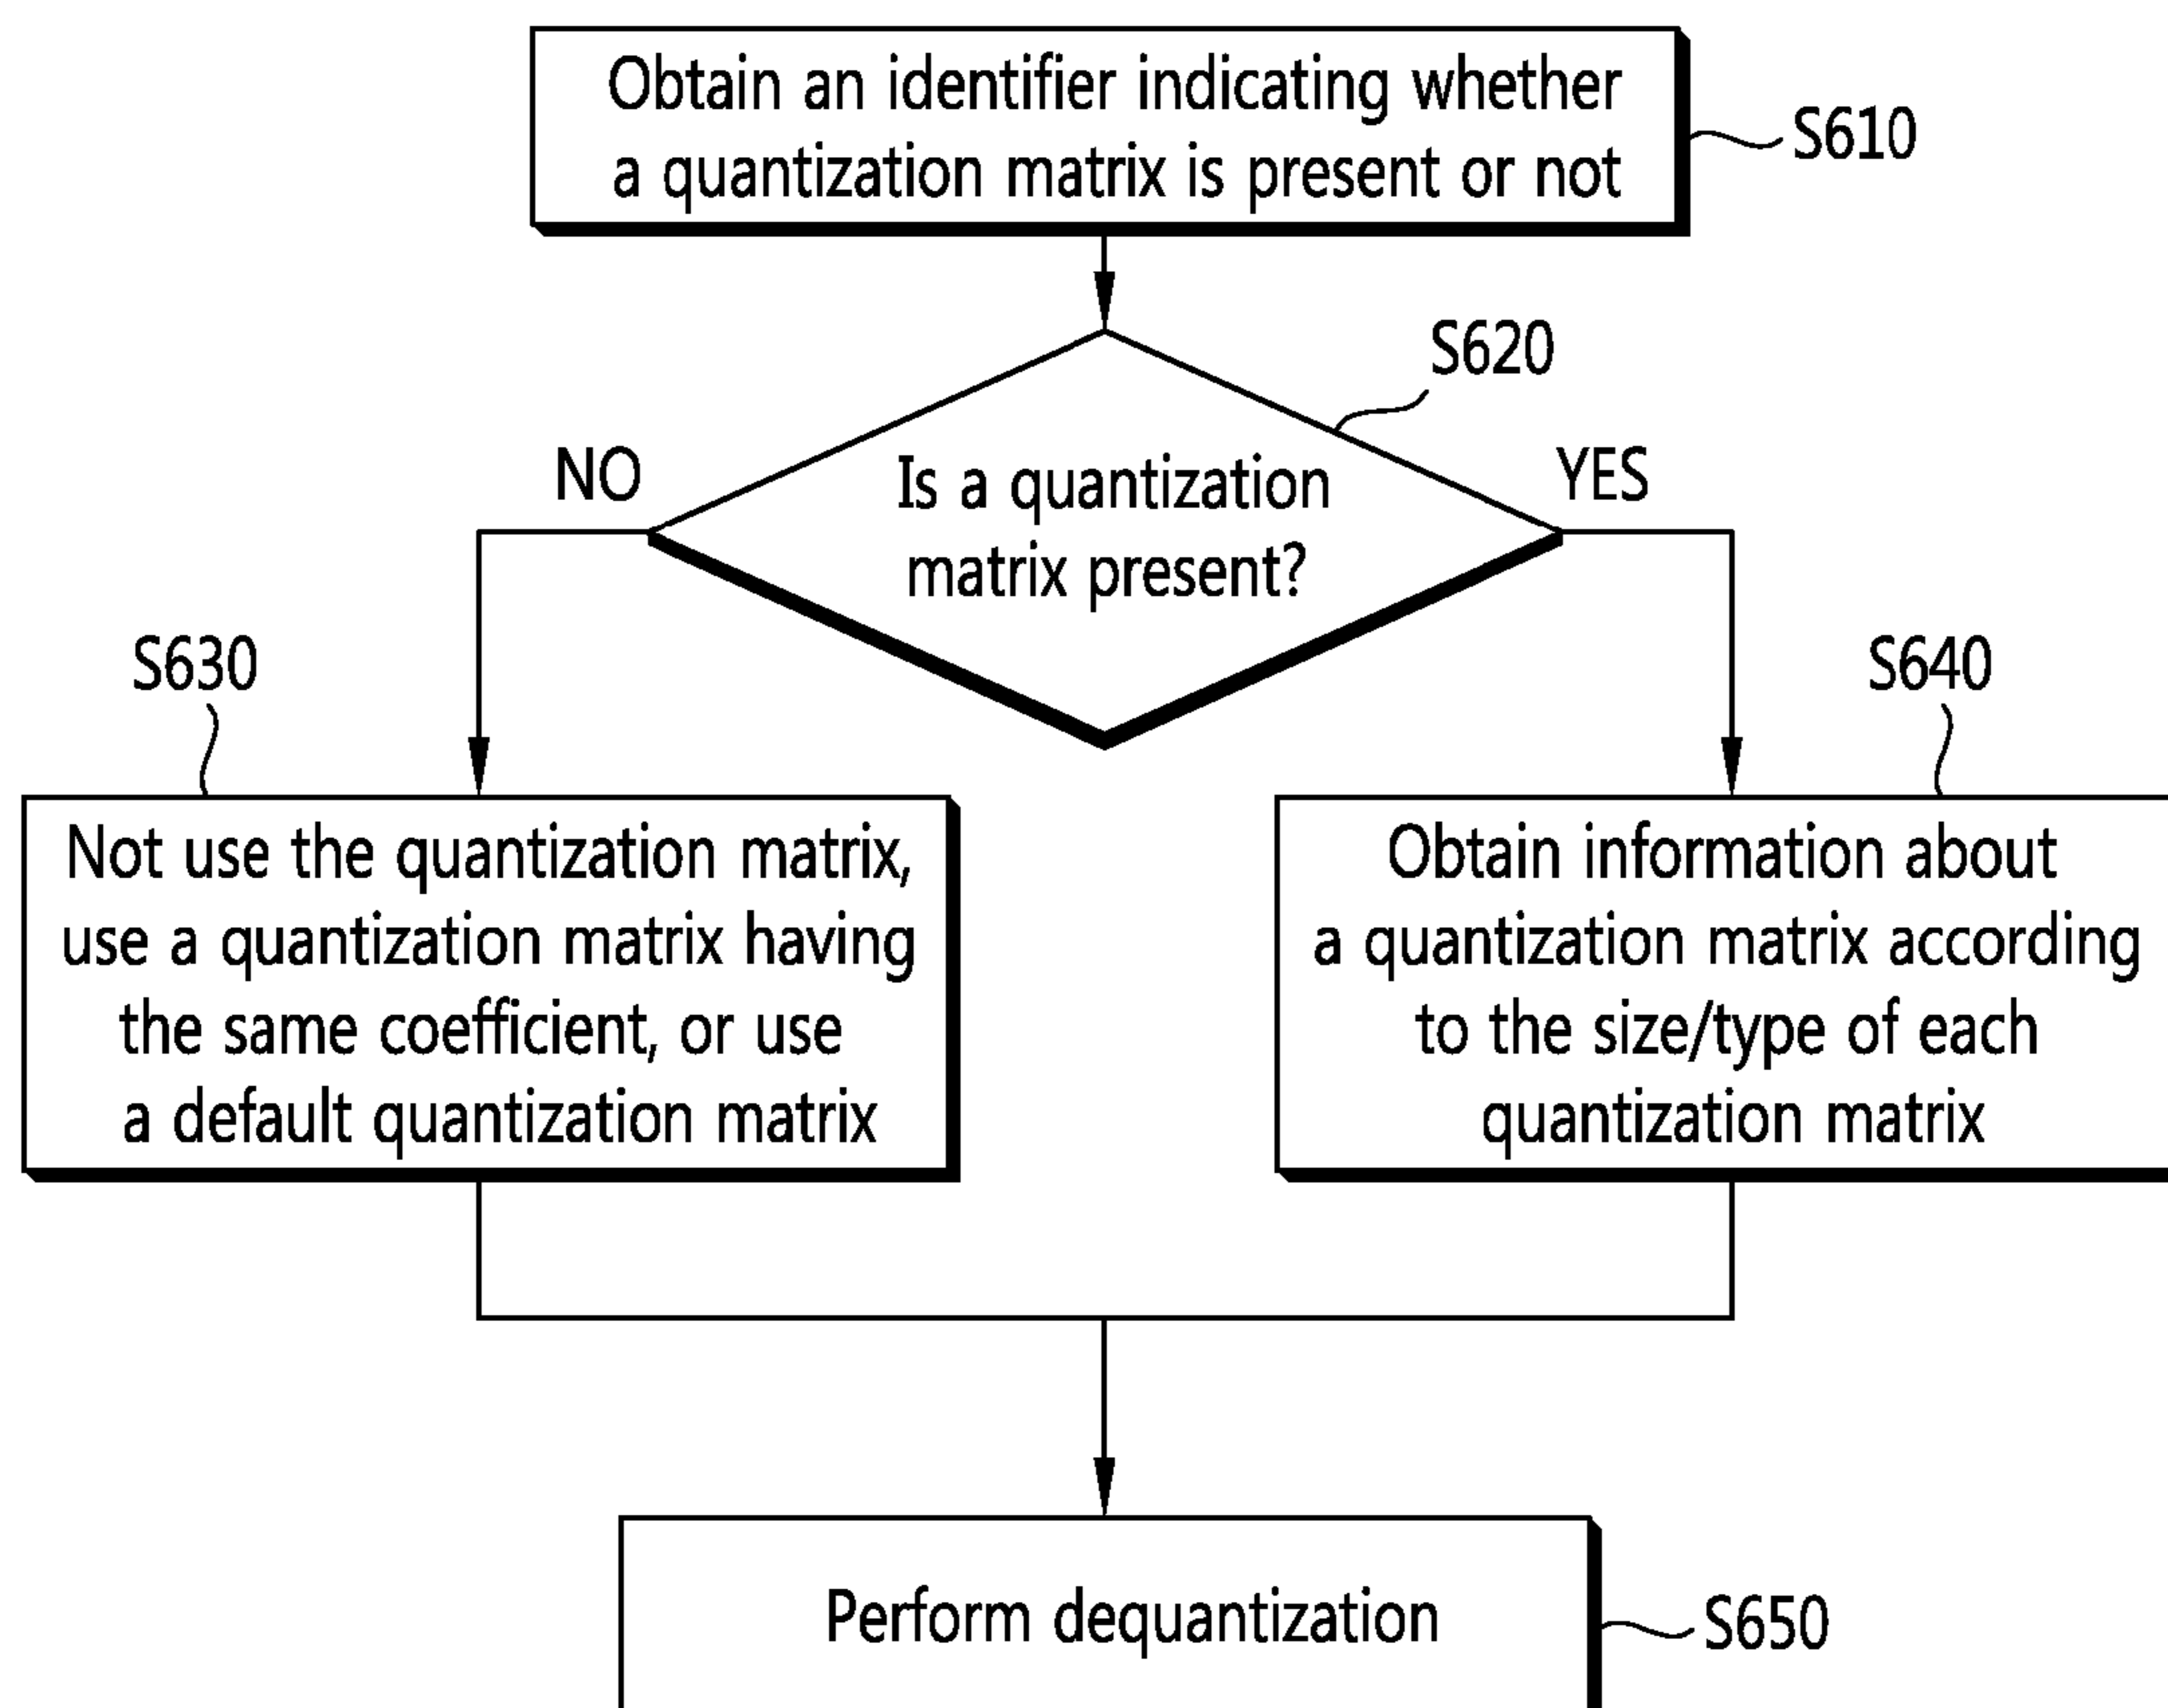 Obtain an identifier indicating whether
a quantization matrix is present or not
S610
S620
NO
Is a quantization
matrix present?
YES
S630
S640
Not use the quantization matrix,
use a quantization matrix having
the same coefficient, or use
a default quantization matrix
Obtain information about
a quantization matrix according
to the size/type of each
quantization matrix
Perform dequantization
S650